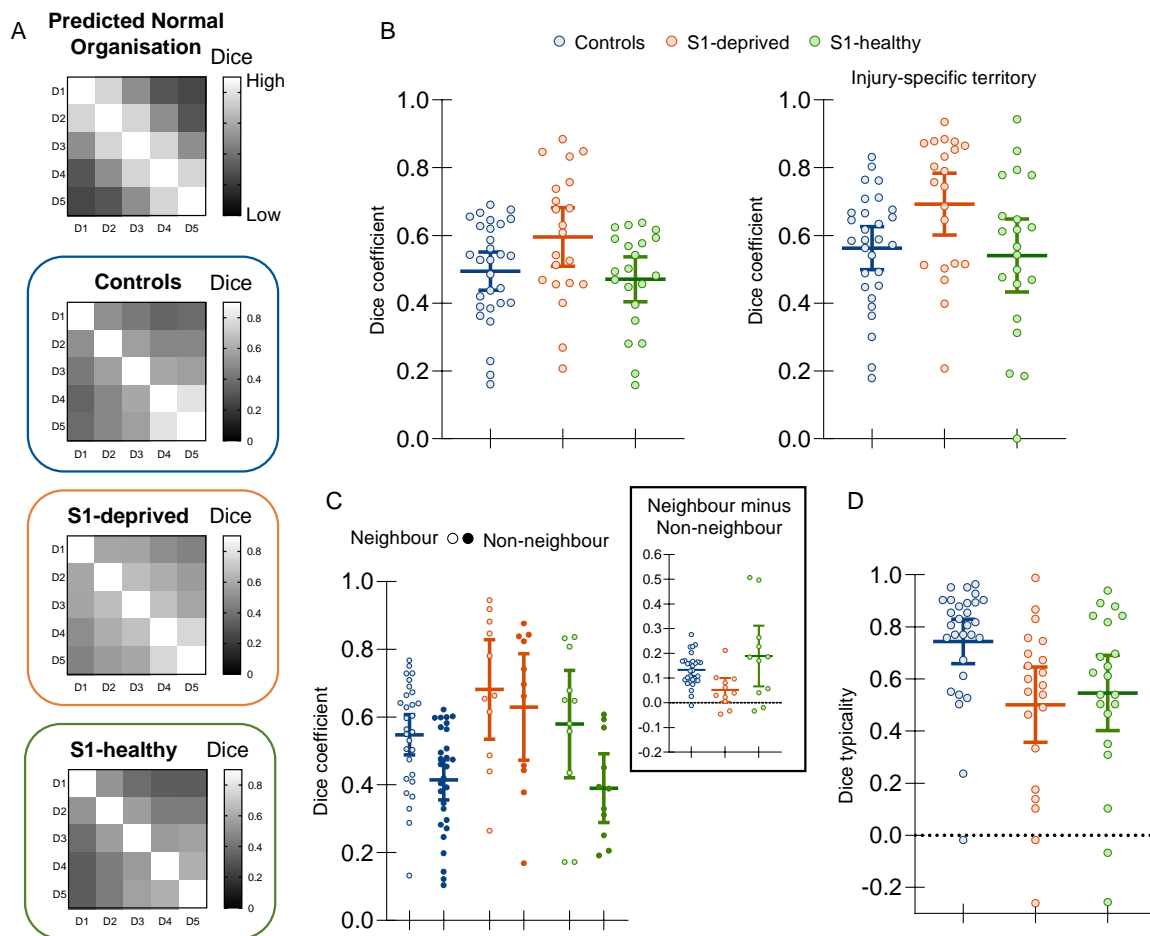 A
Predicted Normal
Organisation
Dice
High
Low
D1
D2
D3
D4
D5
D1 D2 D3 D4 D5
Controls Dice
D1
D2
D3
D4
D5
D1 D2 D3 D4 D5
0.8
0.6
0.4
0.2
0
S1-deprived Dice
D1
D2
D3
D4
D5
D1 D2 D3 D4 D5
0.8
0.6
0.4
0.2
0
S1-healthy Dice
D1
D2
D3
D4
D5
D1 D2 D3 D4 D5
0.8
0.6
0.4
0.2
0
B
Controls S1-deprived S1-healthy
Dice coefficient
1.0
0.8
0.6
0.4
0.2
0.0
Injury-specific territory
Dice coefficient
1.0
0.8
0.6
0.4
0.2
0.0
C
Neighbour Non-neighbour
Dice coefficient
1.0
0.8
0.6
0.4
0.2
0.0
Neighbour minus
Non-neighbour
0.6
0.5
0.4
0.3
0.2
0.1
0.0
-0.1
-0.2
D
Dice typicality
1.0
0.8
0.6
0.4
0.2
0.0
-0.2